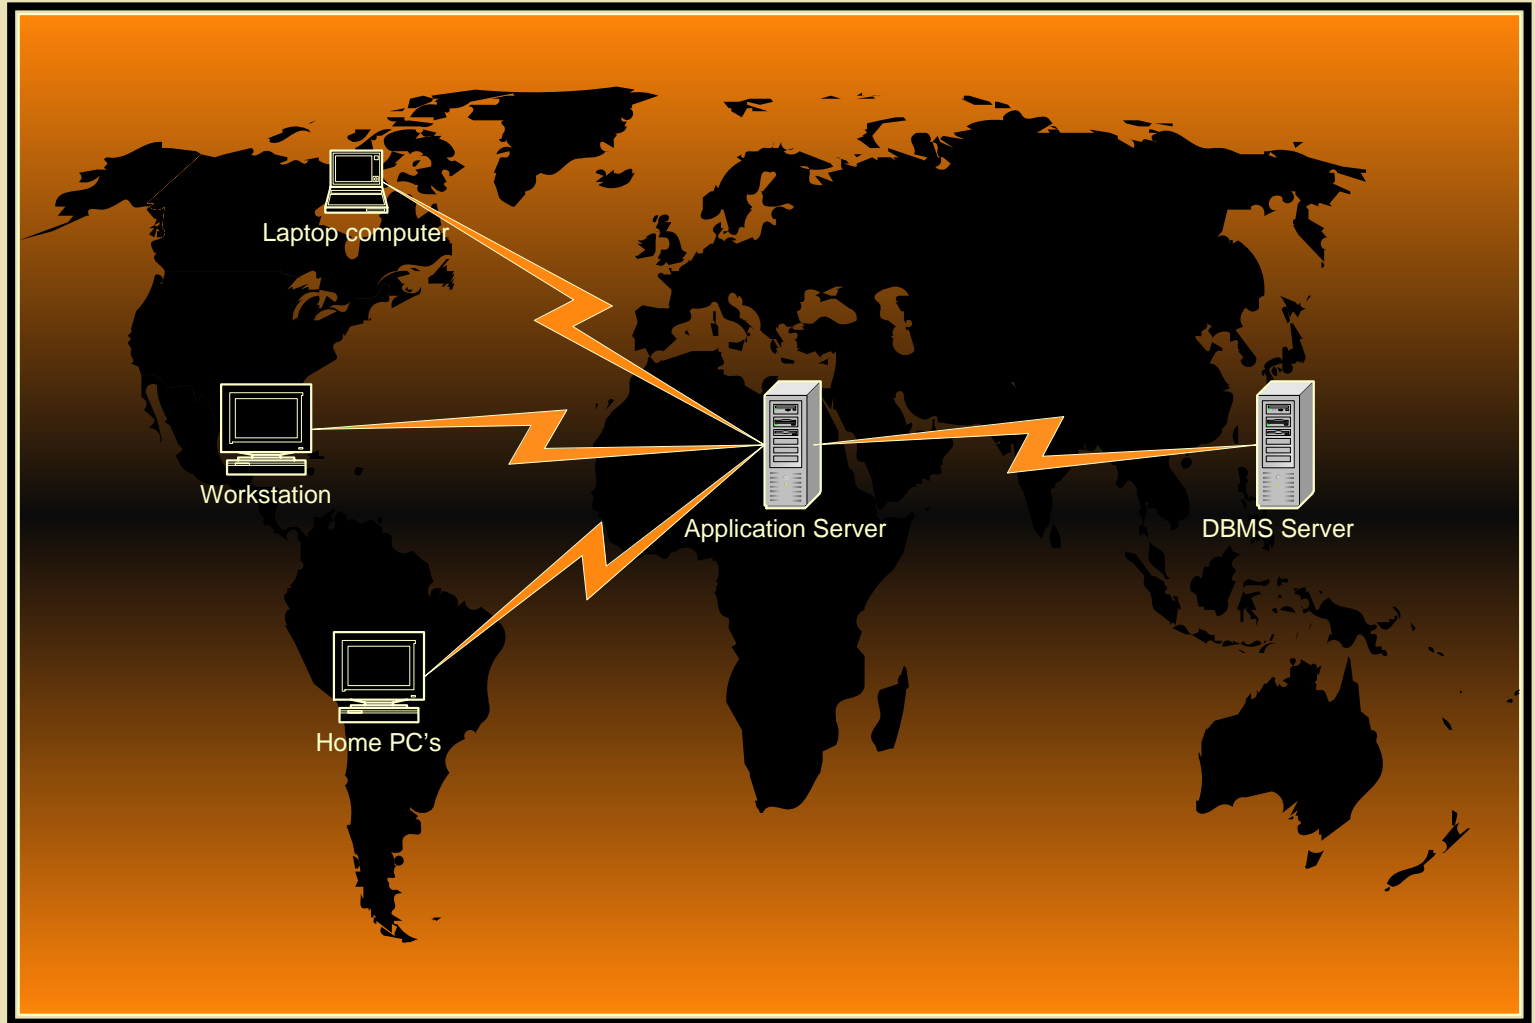 Laptop computer
Workstation
Application Server
DBMS Server
Home PC’s